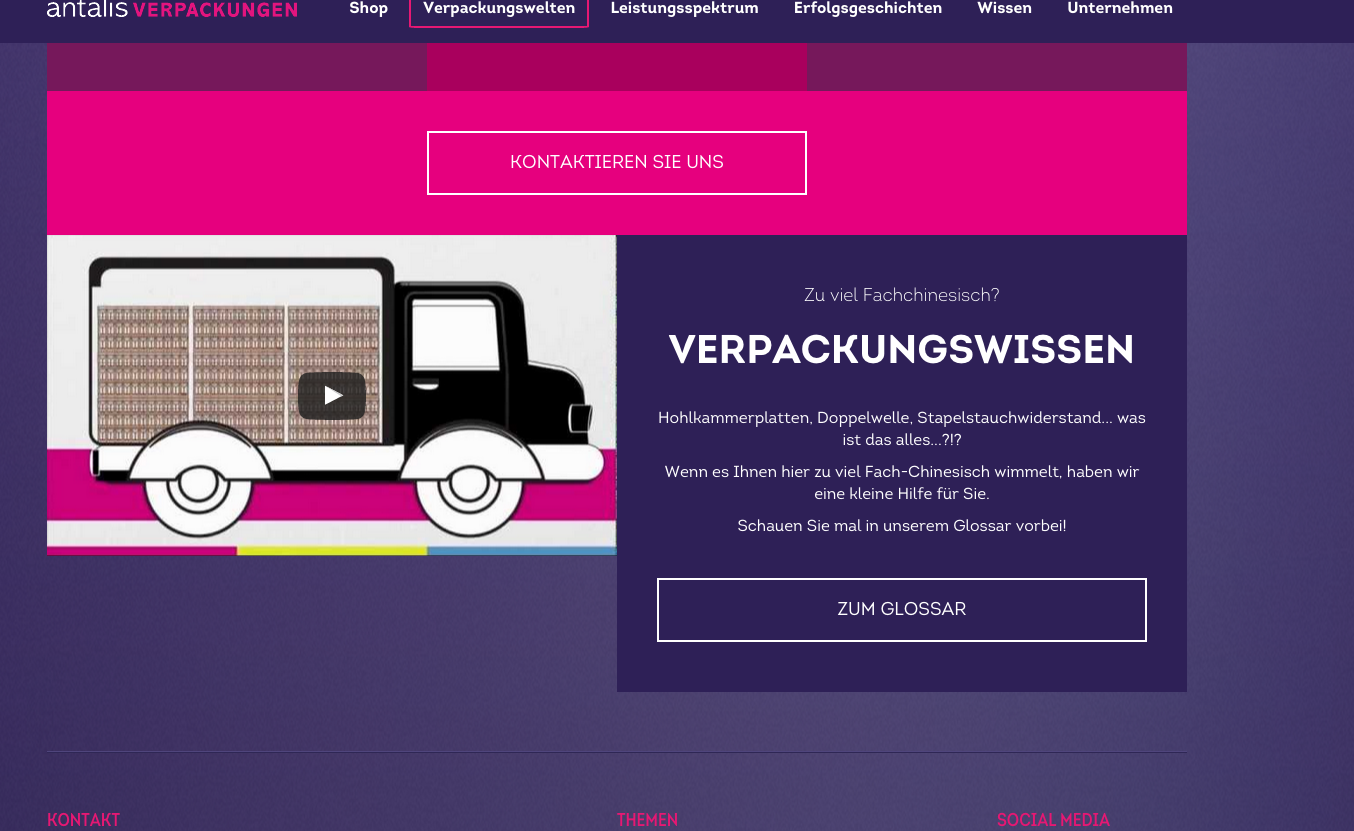 antalis VERPACKUNGEN Shop Verpackungswelten Leistungsspektrum Erfolgsgeschichten Wissen Unternehmen
KONTAKTIEREN SIE UNS
Zu viel Fachchinesisch?
VERPACKUNGSWISSEN
Hohlkammerplatten, Doppelwelle, Stapelstauchwiderstand... was
ist das alles...?!?
Wenn es Ihnen hier zu viel Fach-Chinesisch wimmelt, haben wir
eine kleine Hilfe für Sie.
Schauen Sie mal in unserem Glossar vorbei!
ZUM GLOSSAR
KONTAKT THEMEN SOCIAL MEDIA